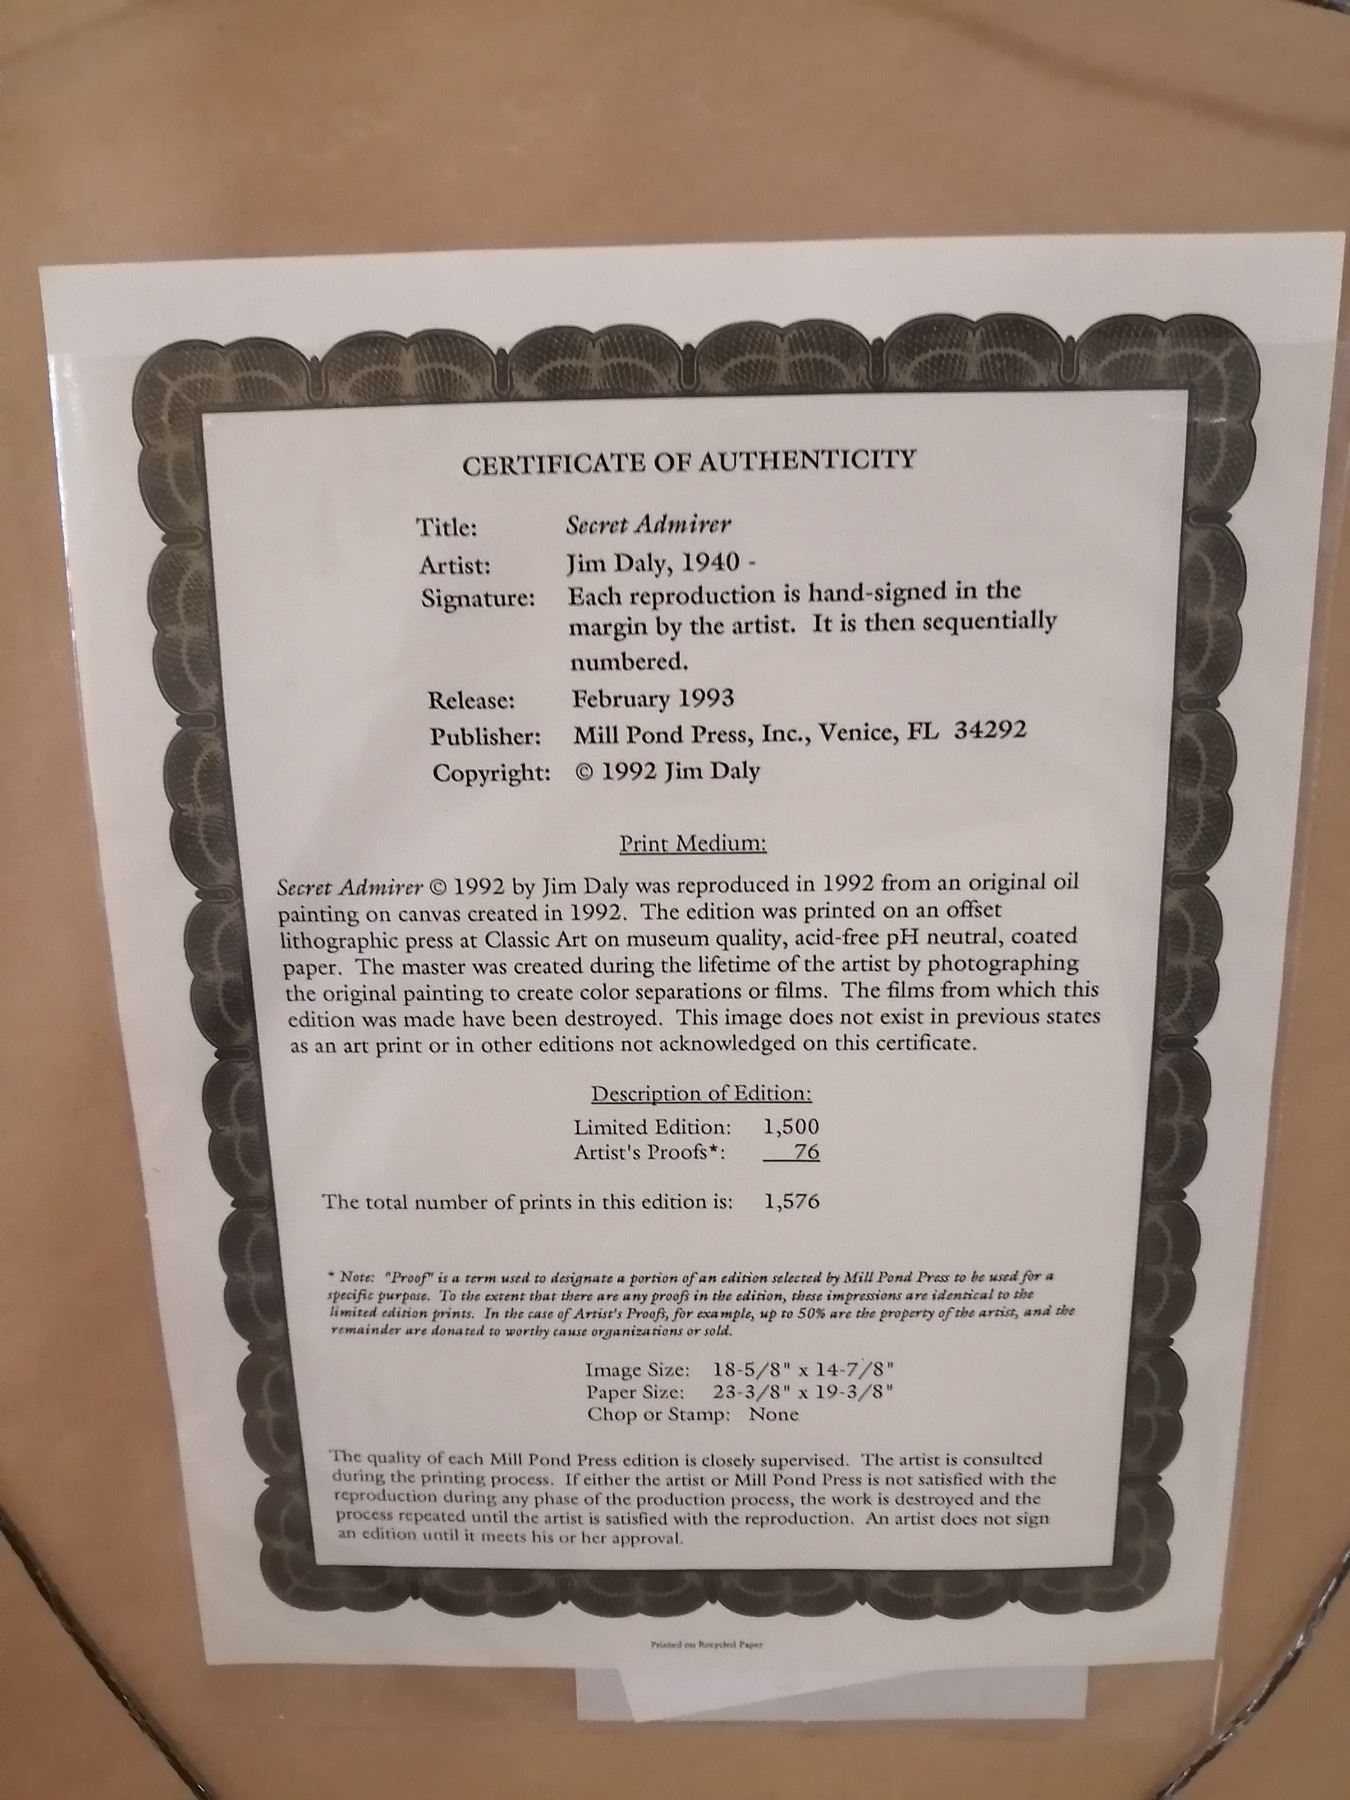 CERTIFICATE OF AUTHENTICITY
Title: Secret Admirer
Artist: Jim Daly, 1940 -
Signature: Each reproduction is hand-signed in the
margin by the artist. It is then sequentially
numbered.
Release: February 1993
Publisher: Mill Pond Press, Inc., Venice, FL 34292
Copyright: © 1992 Jim Daly
Print Medium:
Secret Admirer © 1992 by Jim Daly was reproduced in 1992 from an original oil
painting on canvas created in 1992. The edition was printed on an offset
lithographic press at Classic Art on museum quality, acid-free pH neutral, coated
paper. The master was created during the lifetime of the artist by photographing
the original painting to create color separations or films. The films from which this
edition was made have been destroyed. This image does not exist in previous states
as an art print or in other editions not acknowledged on this certificate.
Description of Edition:
Limited Edition: 1,500
Artist's Proofs*: 76
The total number of prints in this edition is: 1,576
* Note: "Proof" is a term used to designate a portion of an edition selected by Mill Pond Press to be used for a
specific purpose. To the extent that there are any proofs in the edition, these impressions are identical to the
limited edition prints. In the case of Artist's Proofs, for example, up to 50% are the property of the artist, and the
remainder are donated to worthy cause organizations or sold.
Image Size: 18-5/8" x 14-7/8"
Paper Size: 23-3/8" x 19-3/8"
Chop or Stamp: None
The quality of each Mill Pond Press edition is closely supervised. The artist is consulted
during the printing process. If either the artist or Mill Pond Press is not satisfied with the
reproduction during any phase of the production process, the work is destroyed and the
process repeated until the artist is satisfied with the reproduction. An artist does not sign
an edition until it meets his or her approval.
Printed on Recycled Paper